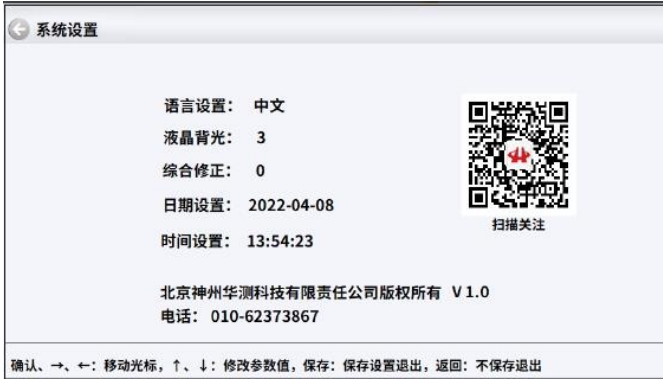 系统设置
语言设置： 中文
液晶背光： 3
综合修正： 0
日期设置： 2022-04-08
时间设置： 13:54:23
扫描关注
北京神州华测科技有限责任公司版权所有 V 1.0
电话： 010-62373867
确认、→、←：移动光标，↑、↓：修改参数值，保存：保存设置退出，返回：不保存退出